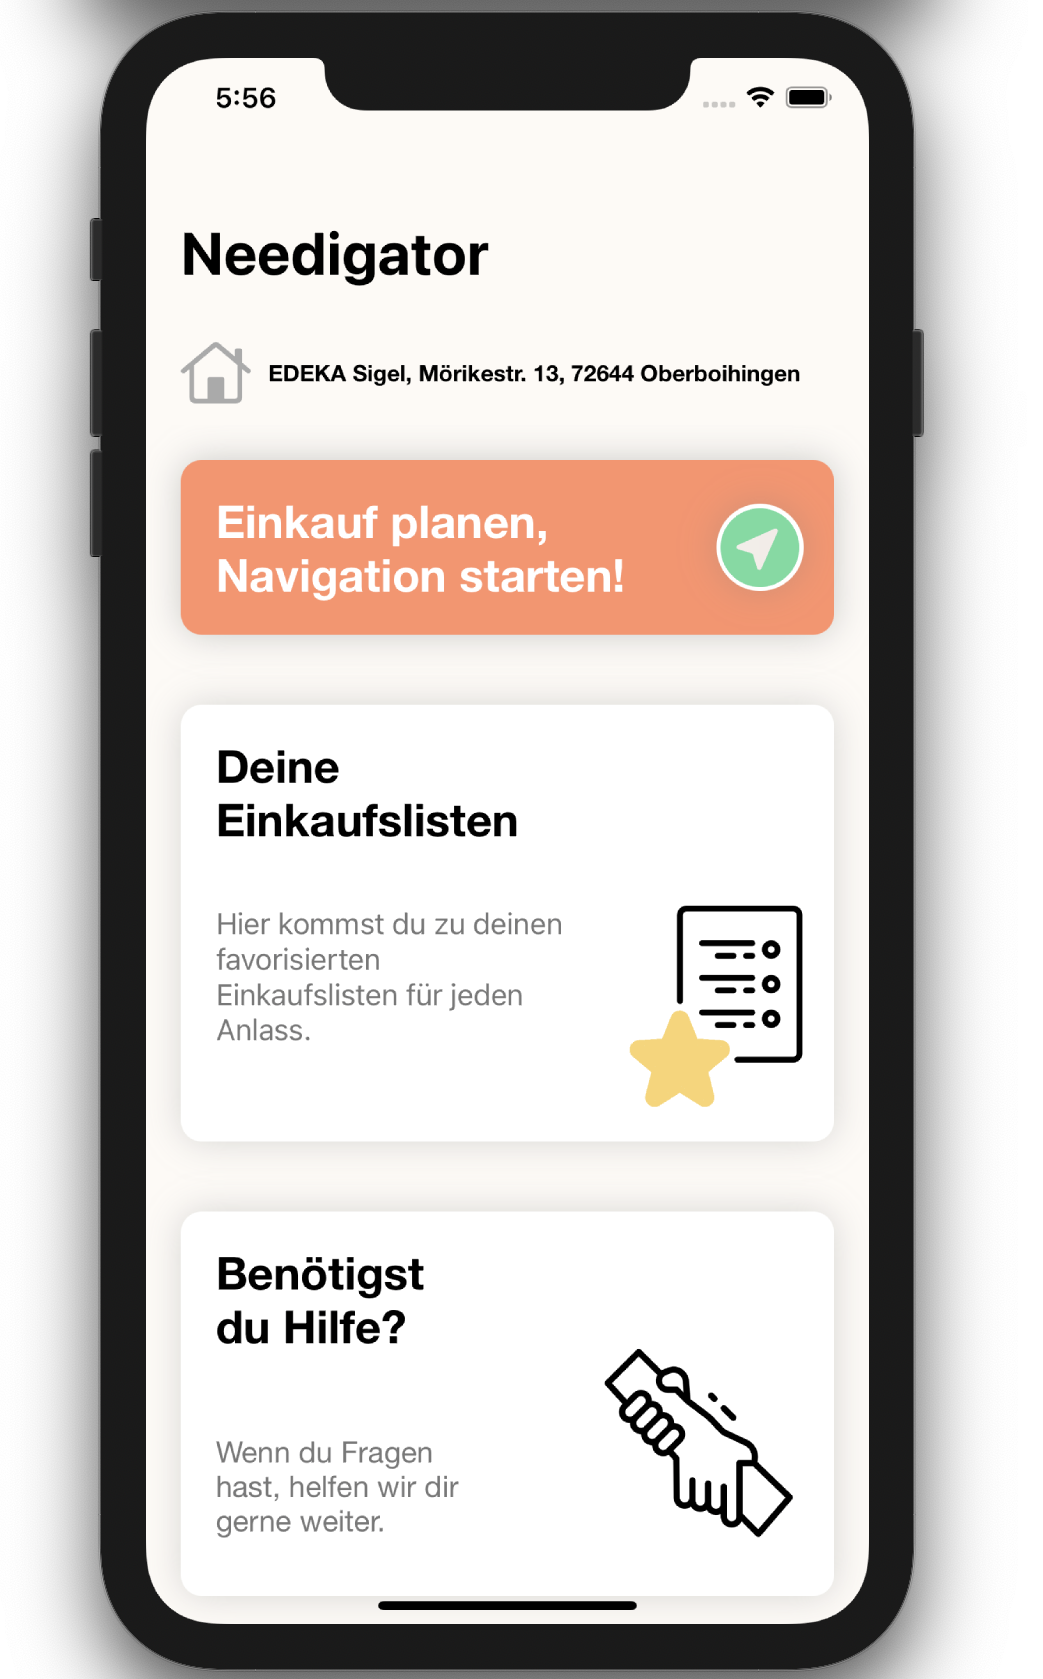 5:56
Needigator
EDEKA Sigel, Mörikestr. 13, 72644 Oberboihingen
Einkauf planen,
Navigation starten!
Deine
Einkaufslisten
Hier kommst du zu deinen
favorisierten
Einkaufslisten für jeden
Anlass.
Benötigst
du Hilfe?
Wenn du Fragen
hast, helfen wir dir
gerne weiter.